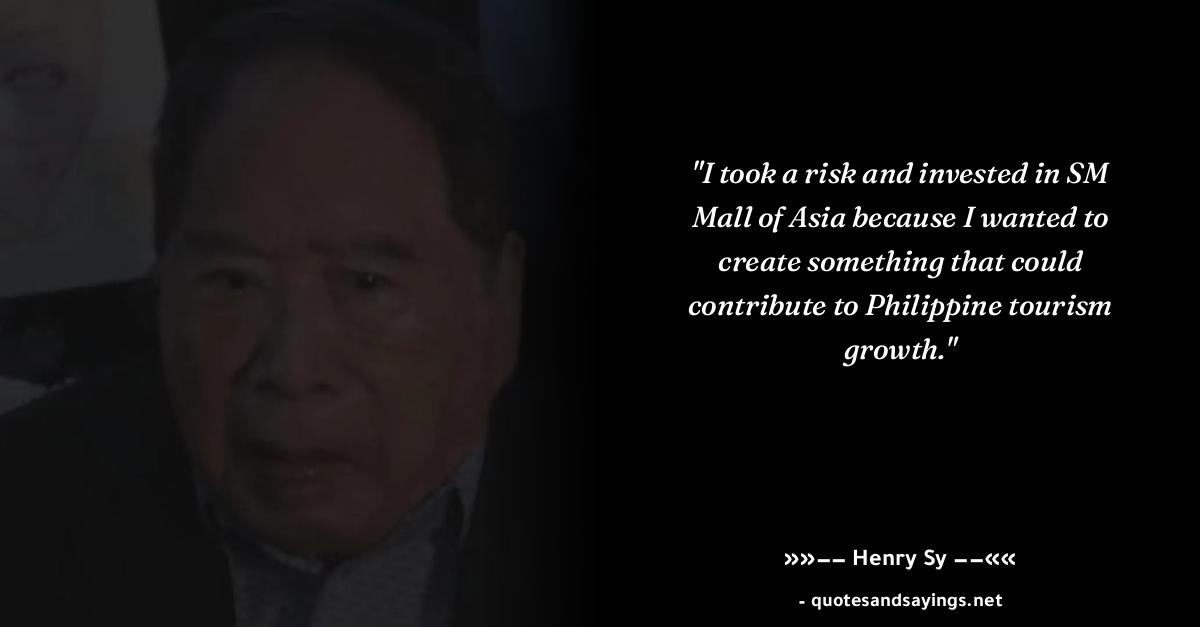 "I took a risk and invested in SM
Mall of Asia because I wanted to
create something that could
contribute to Philippine tourism
growth."
»»−− Henry Sy −−««
- quotesandsayings.net